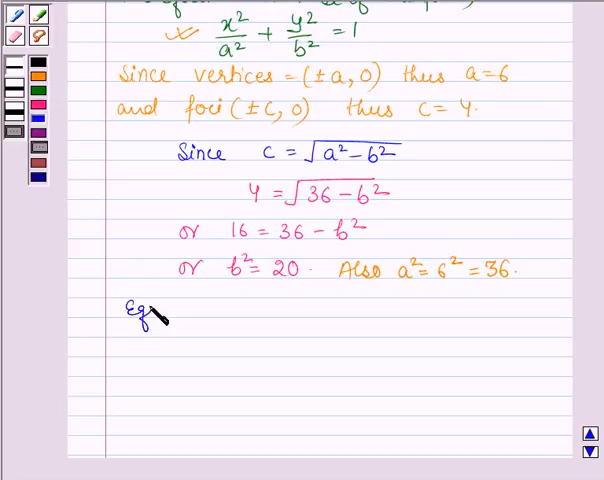 x²/a² + y²/b² = 1
Since vertices = (±a, 0) thus a=6
and foci (±c, 0) thus c = 4.
Since c = √(a² – b²)
4 = √(36 – b²)
or 16 = 36 – b²
or b² = 20. Also a² = 6² = 36.
Eq